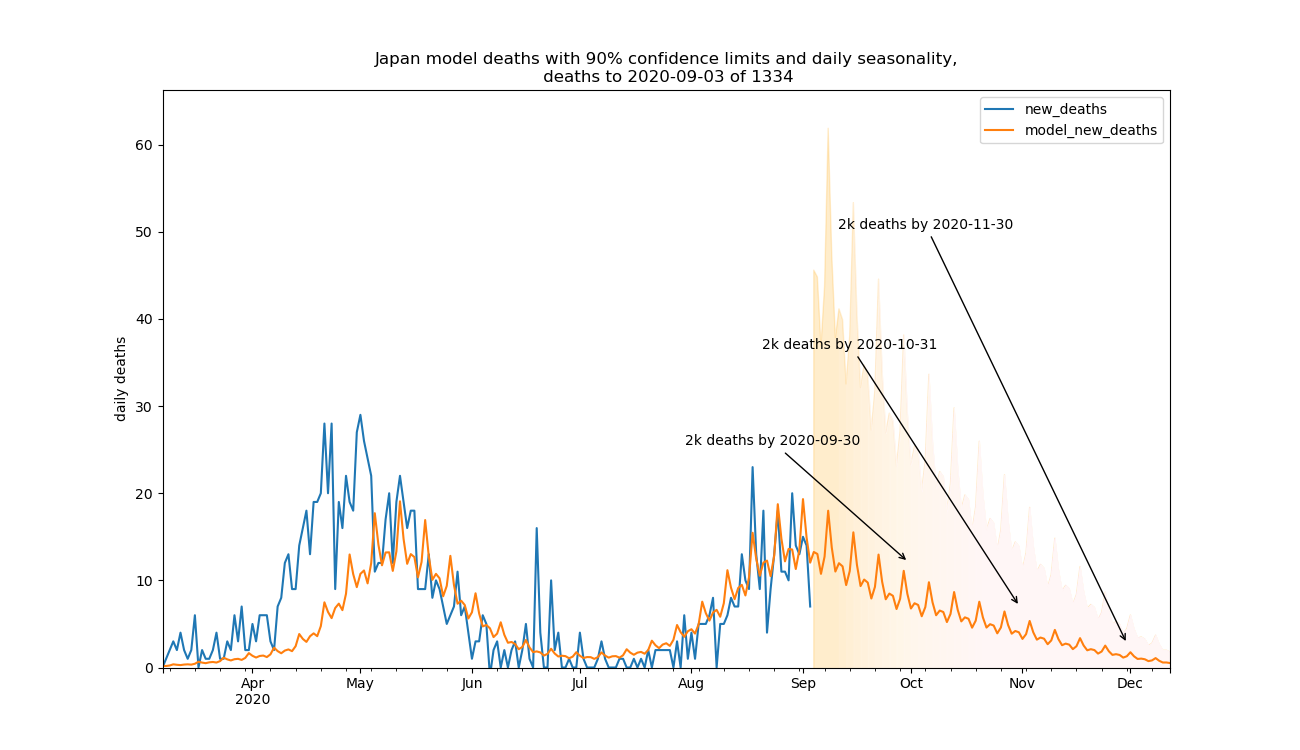 Japan model deaths with 90% confidence limits and daily seasonality,
deaths to 2020-09-03 of 1334
new_deaths
model_new_deaths
daily deaths
60
50
40
30
20
10
0
2k deaths by 2020-11-30
2k deaths by 2020-10-31
2k deaths by 2020-09-30
Apr
2020
May
Jun
Jul
Aug
Sep
Oct
Nov
Dec